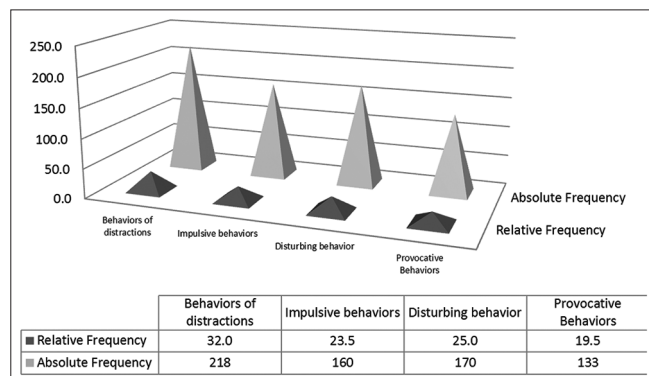 250.0
200.0
150.0
100.0
50.0
0.0
Absolute Frequency
Relative Frequency
Behaviors of
distractions
Impulsive behaviors
Disturbing behavior
Provocative
Behaviors
Behaviors of
distractions
Impulsive behaviors
Disturbing behavior
Provocative
Behaviors
Relative Frequency 32.0 23.5 25.0 19.5
Absolute Frequency 218 160 170 133